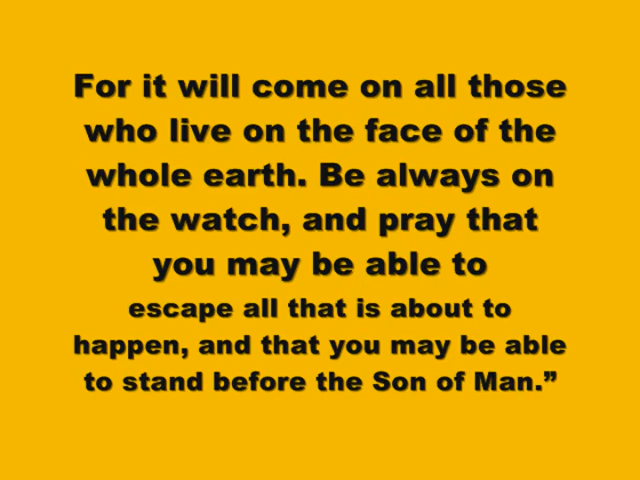 For it will come on all those
who live on the face of the
whole earth. Be always on
the watch, and pray that
you may be able to
escape all that is about to
happen, and that you may be able
to stand before the Son of Man.”